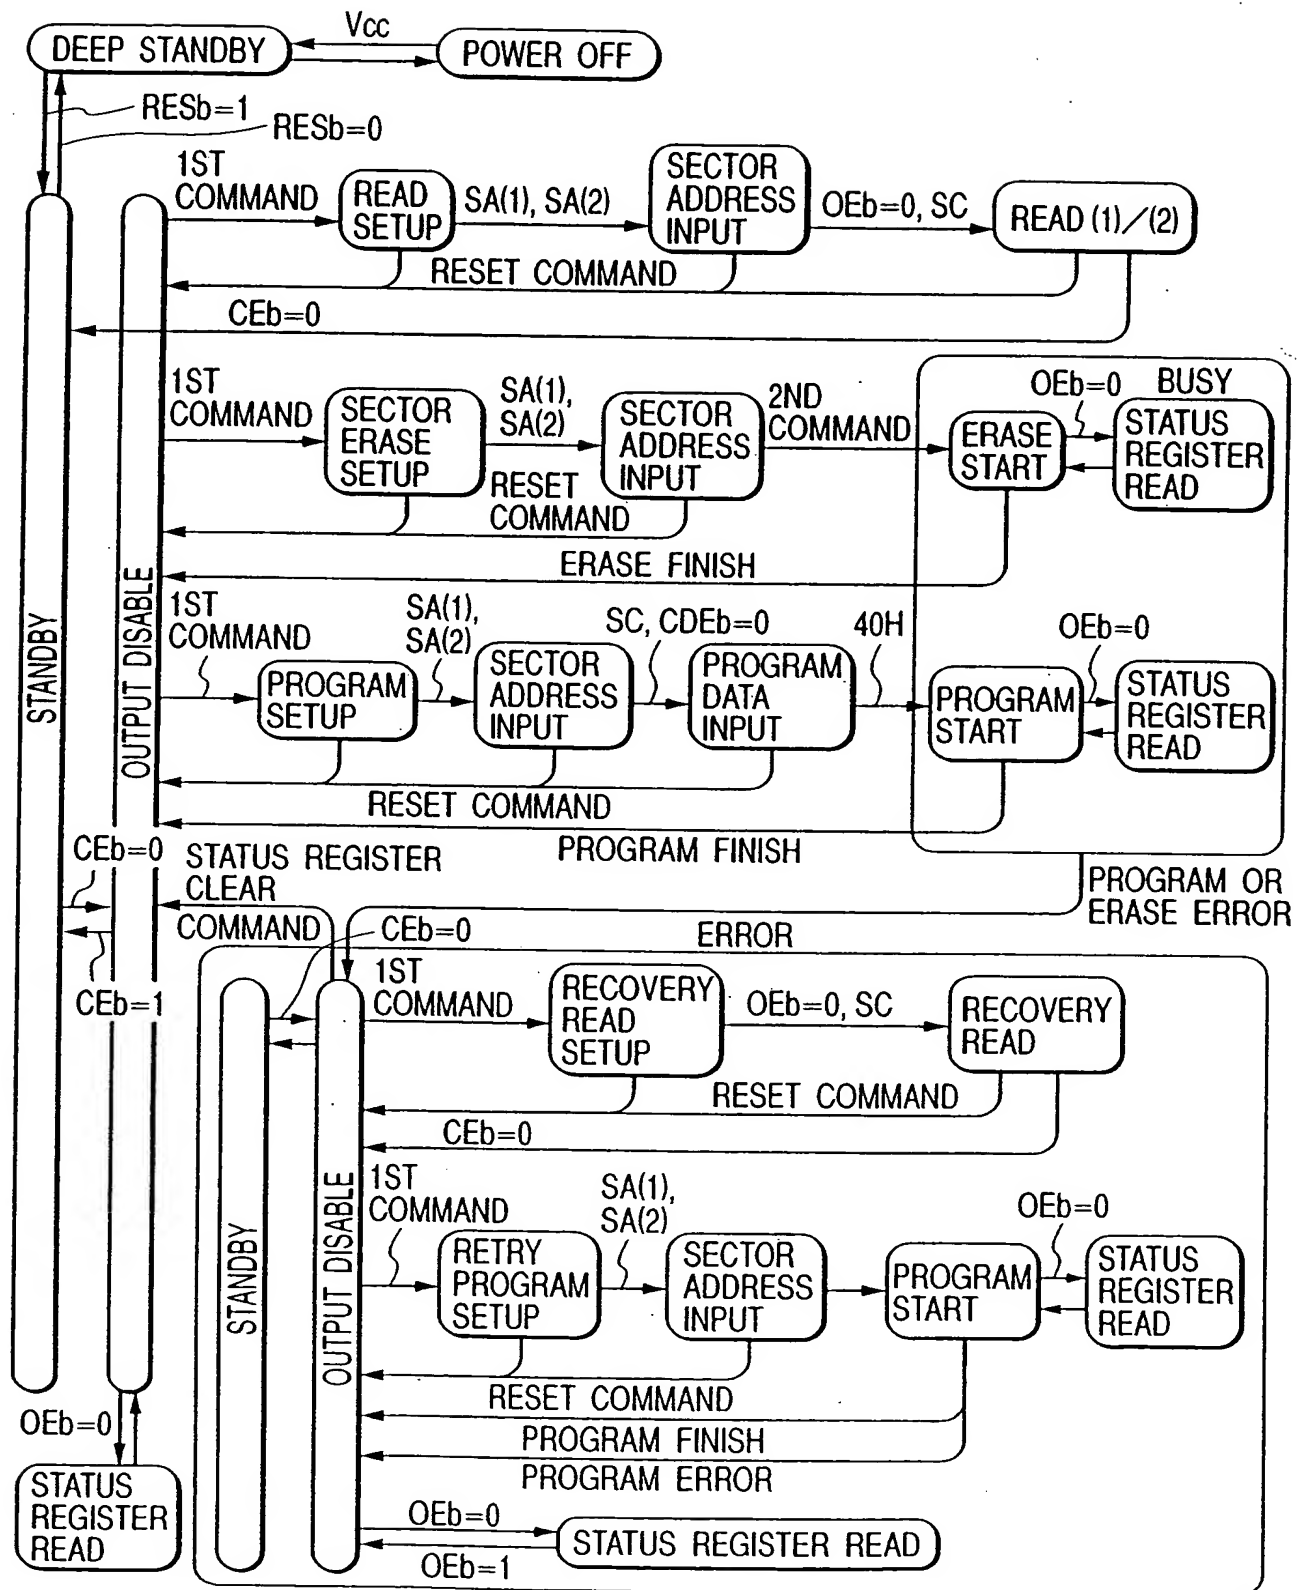 Vcc
DEEP STANDBY
POWER OFF
RESb=1
RESb=0
1ST
COMMAND
READ
SETUP
SA(1), SA(2)
SECTOR
ADDRESS
INPUT
OEb=0, SC
READ (1)/(2)
RESET COMMAND
CEb=0
1ST
COMMAND
SECTOR
ERASE
SETUP
SA(1),
SA(2)
SECTOR
ADDRESS
INPUT
2ND
COMMAND
ERASE
START
OEb=0
BUSY
STATUS
REGISTER
READ
RESET
COMMAND
ERASE FINISH
STANDBY
OUTPUT DISABLE
1ST
COMMAND
PROGRAM
SETUP
SA(1),
SA(2)
SECTOR
ADDRESS
INPUT
SC, CDEb=0
PROGRAM
DATA
INPUT
40H
PROGRAM
START
OEb=0
STATUS
REGISTER
READ
RESET COMMAND
PROGRAM FINISH
CEb=0
CEb=1
STATUS REGISTER
CLEAR
COMMAND
PROGRAM OR
ERASE ERROR
CEb=0
ERROR
1ST
COMMAND
RECOVERY
READ
SETUP
OEb=0, SC
RECOVERY
READ
RESET COMMAND
CEb=0
STANDBY
OUTPUT DISABLE
1ST
COMMAND
RETRY
PROGRAM
SETUP
SA(1),
SA(2)
SECTOR
ADDRESS
INPUT
PROGRAM
START
OEb=0
STATUS
REGISTER
READ
RESET COMMAND
PROGRAM FINISH
PROGRAM ERROR
OEb=0
STATUS
REGISTER
READ
OEb=0
STATUS REGISTER READ
OEb=1